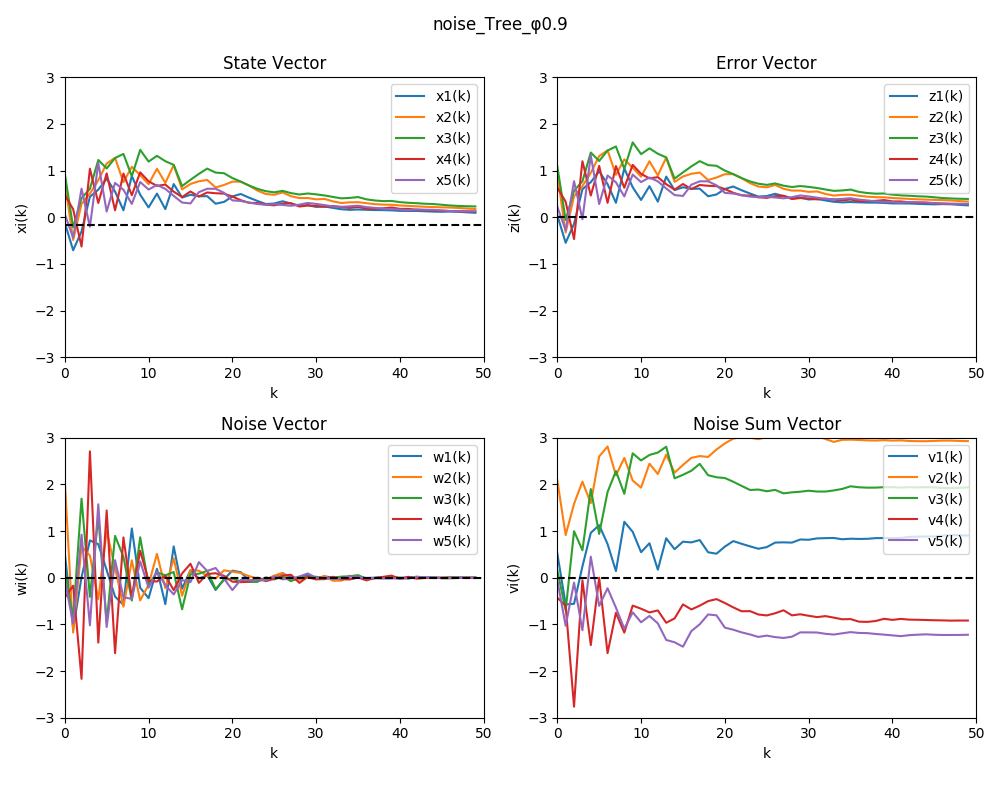 noise_Tree_φ0.9
State Vector
3
2
1
0
−1
−2
−3
xi(k)
x1(k)
x2(k)
x3(k)
x4(k)
x5(k)
0 10 20 30 40 50
k
Error Vector
3
2
1
0
−1
−2
−3
zi(k)
z1(k)
z2(k)
z3(k)
z4(k)
z5(k)
0 10 20 30 40 50
k
Noise Vector
3
2
1
0
−1
−2
−3
wi(k)
w1(k)
w2(k)
w3(k)
w4(k)
w5(k)
0 10 20 30 40 50
k
Noise Sum Vector
3
2
1
0
−1
−2
−3
vi(k)
v1(k)
v2(k)
v3(k)
v4(k)
v5(k)
0 10 20 30 40 50
k